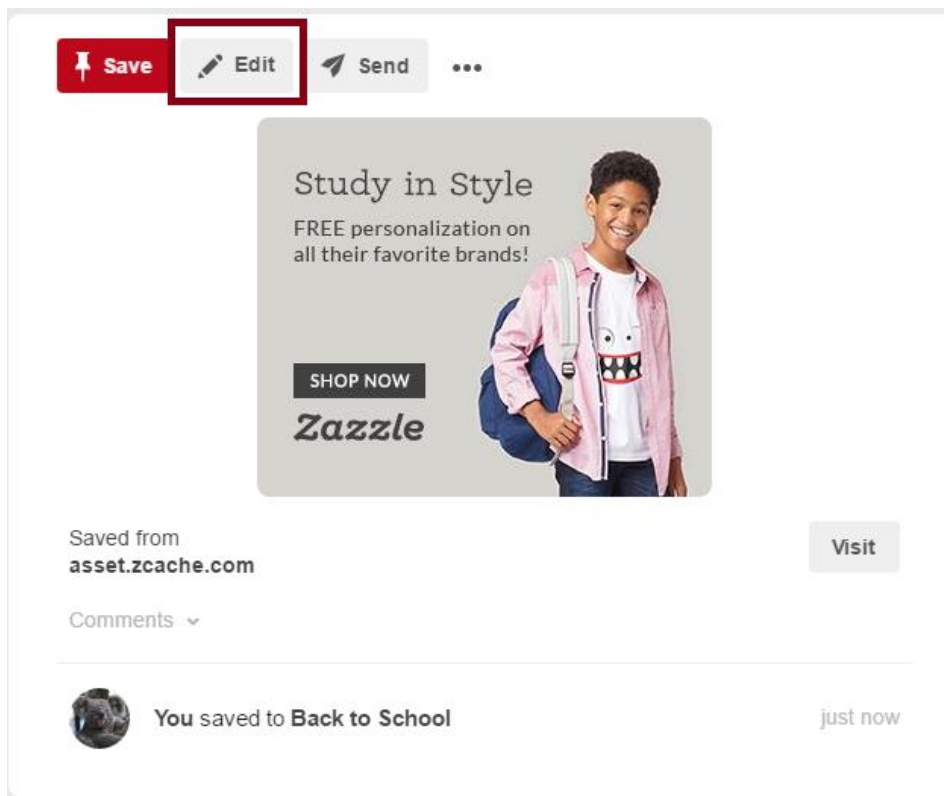 Save Edit Send
Study in Style
FREE personalization on
all their favorite brands!
SHOP NOW
Zazzle
Saved from
asset.zcache.com
Visit
Comments
You saved to Back to School just now